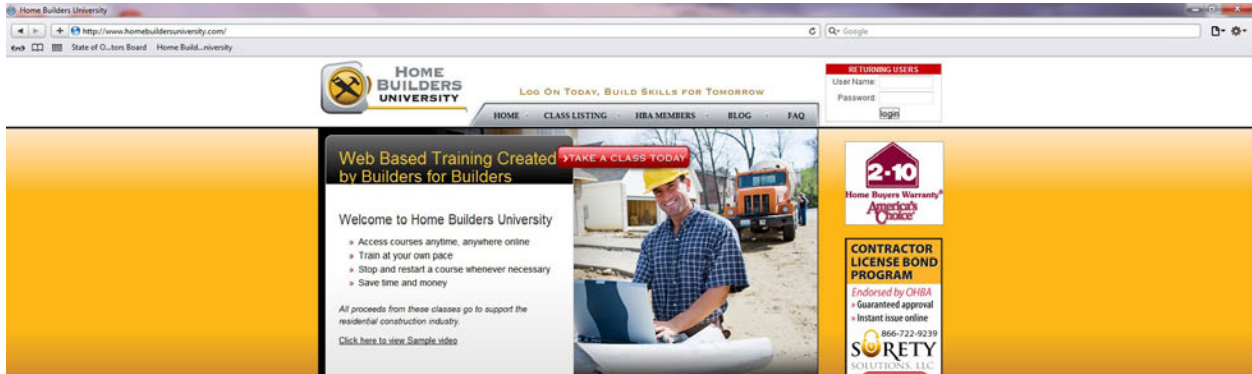 Home Builders University
http://www.homebuildersuniversity.com/
Google
State of O...tors Board Home Build...niversity
HOME
BUILDERS
UNIVERSITY
LOG ON TODAY, BUILD SKILLS FOR TOMORROW
RETURNING USERS
User Name:
Password
login
HOME CLASS LISTING HBA MEMBERS BLOG FAQ
Web Based Training Created
by Builders for Builders
›TAKE A CLASS TODAY
Welcome to Home Builders University
» Access courses anytime, anywhere online
» Train at your own pace
» Stop and restart a course whenever necessary
» Save time and money
All proceeds from these classes go to support the
residential construction industry.
Click here to view Sample video
2-10
Home Buyers Warranty®
America's
Choice
CONTRACTOR
LICENSE BOND
PROGRAM
Endorsed by OHBA
» Guaranteed approval
» Instant issue online
866-722-9239
SURETY
SOLUTIONS, LLC